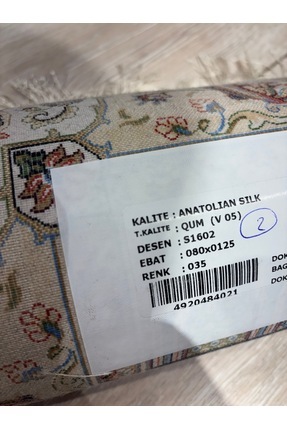 KALITE : ANATOLIAN SILK
T.KALITE : QUM (V 05)
2
DESEN : S1602
EBAT : 080x0125
RENK : 035
DOK
BAG
DOK
4920484021